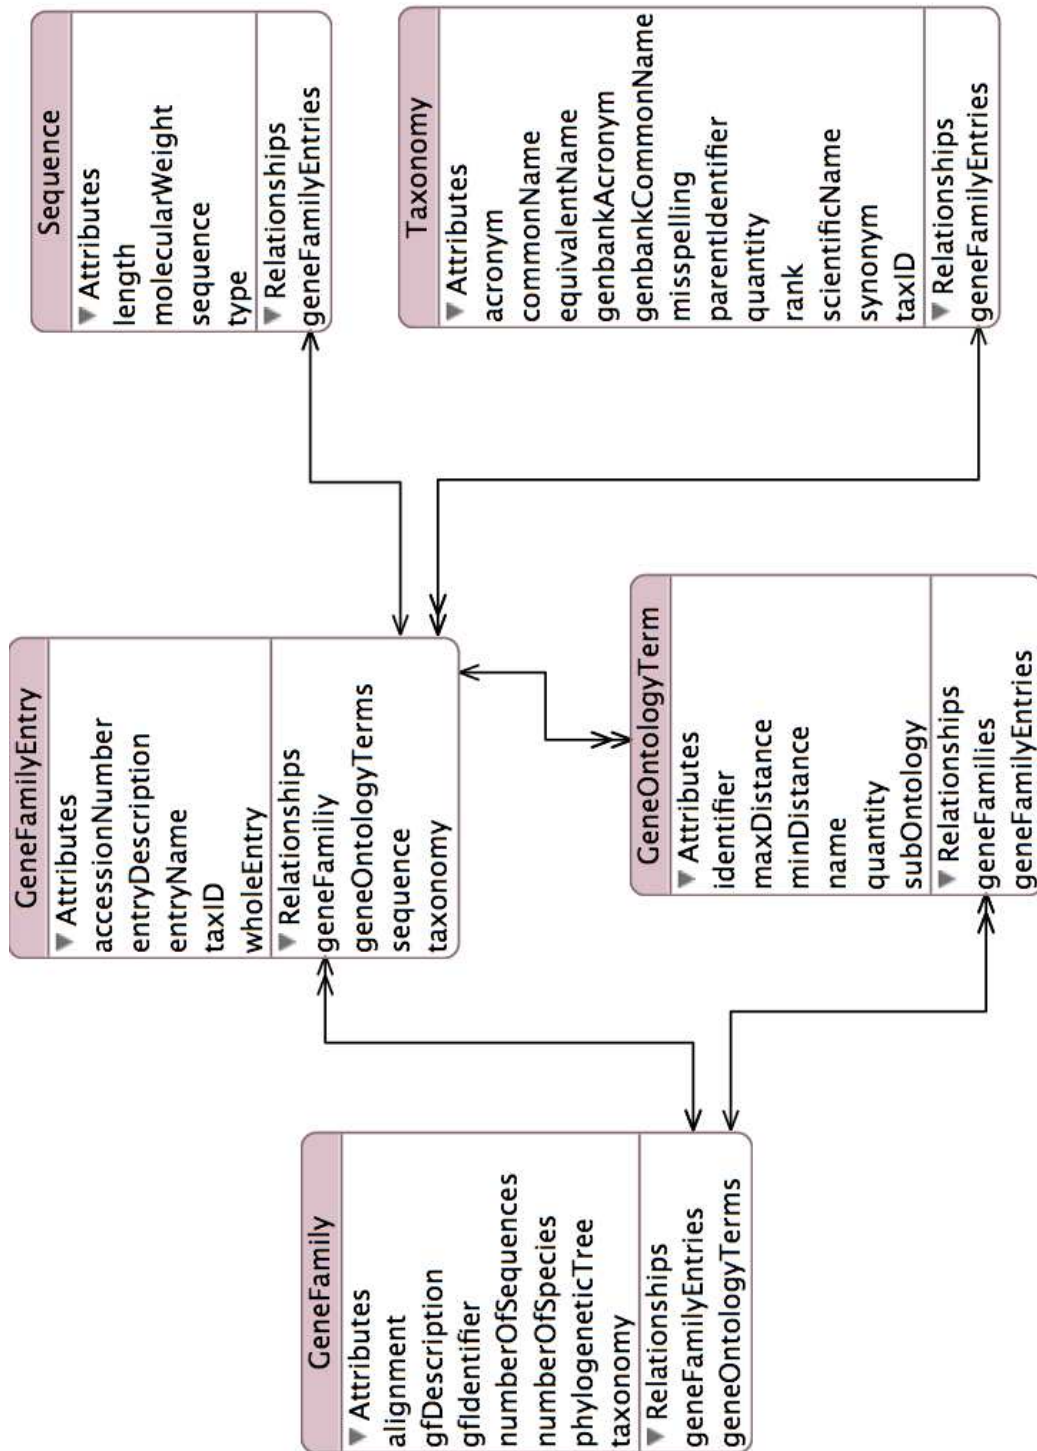 GeneFamily
Attributes
alignment
gfDescription
gfIdentifier
numberOfSequences
numberOfSpecies
phylogeneticTree
taxonomy
Relationships
geneFamilyEntries
geneOntologyTerms
GeneFamilyEntry
Attributes
accessionNumber
entryDescription
entryName
taxID
wholeEntry
Relationships
geneFamiliy
geneOntologyTerms
sequence
taxonomy
GeneOntologyTerm
Attributes
identifier
maxDistance
minDistance
name
quantity
subOntology
Relationships
geneFamilies
geneFamilyEntries
Sequence
Attributes
length
molecularWeight
sequence
type
Relationships
geneFamilyEntries
Taxonomy
Attributes
acronym
commonName
equivalentName
genbankAcronym
genbankCommonName
misspelling
parentIdentifier
quantity
rank
scientificName
synonym
taxID
Relationships
geneFamilyEntries